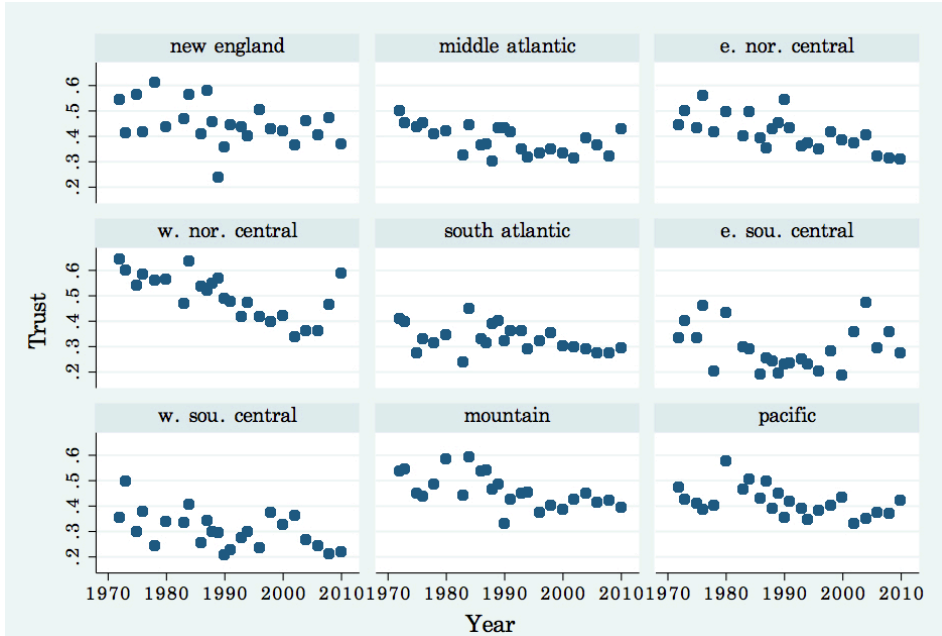 new england
middle atlantic
e. nor. central
.6
.5
.4
.3
.2
w. nor. central
south atlantic
e. sou. central
.6
.5
.4
.3
.2
Trust
w. sou. central
mountain
pacific
.6
.5
.4
.3
.2
1970 1980 1990 2000 2010
1970 1980 1990 2000 2010
1970 1980 1990 2000 2010
Year